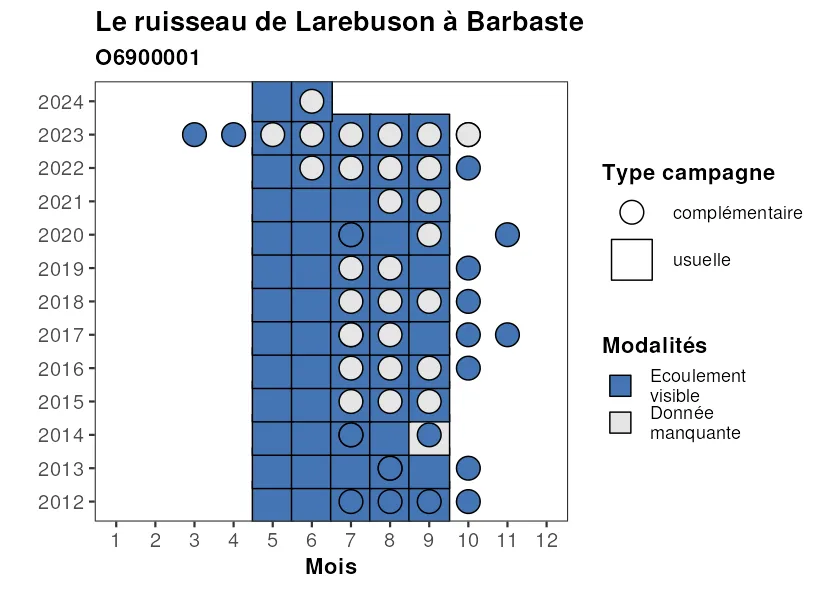 Le ruisseau de Larebuson à Barbaste
O6900001
2024
2023
2022
2021
2020
2019
2018
2017
2016
2015
2014
2013
2012
1 2 3 4 5 6 7 8 9 10 11 12
Mois
Type campagne
complémentaire
usuelle
Modalités
Ecoulement
visible
Donnée
manquante